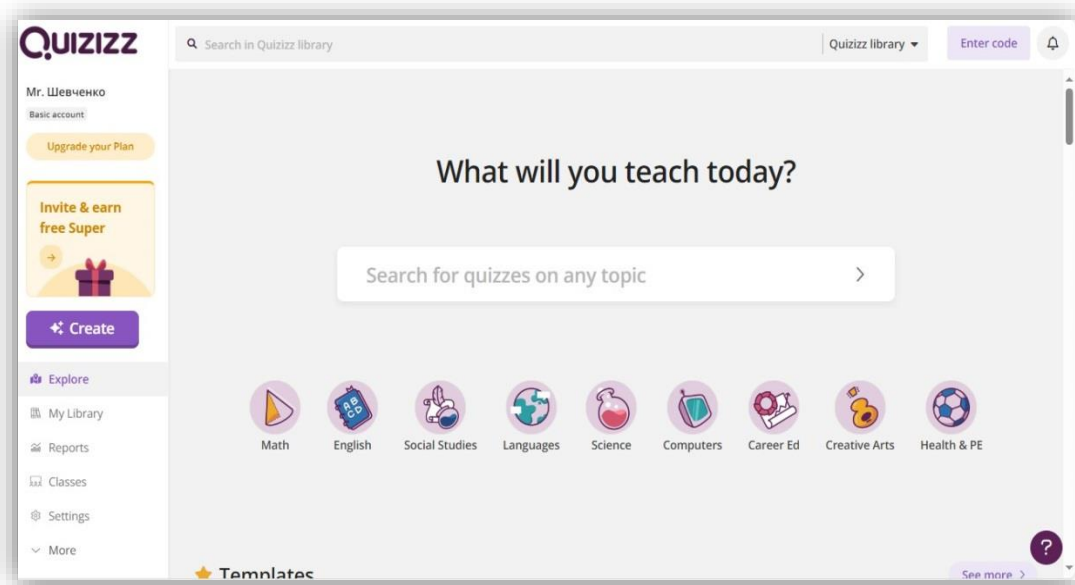 QUIZIZZ
Search in Quizizz library
Quizizz library
Enter code
Mr. Шевченко
Basic account
Upgrade your Plan
Invite & earn
free Super
Create
Explore
My Library
Reports
Classes
Settings
More
What will you teach today?
Search for quizzes on any topic
Math
English
Social Studies
Languages
Science
Computers
Career Ed
Creative Arts
Health & PE
Templates
See more
?
A B
C D